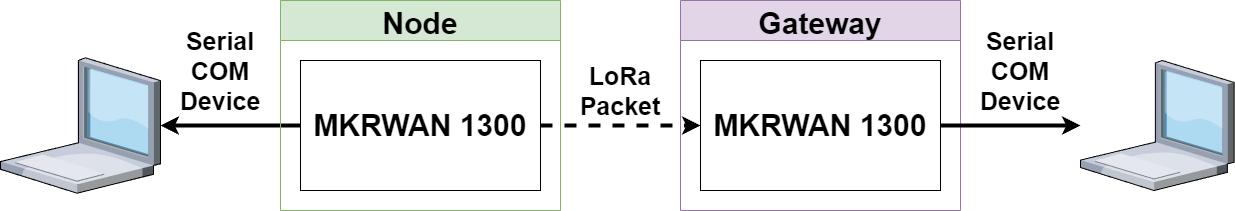 Node
Gateway
Serial
COM
Device
MKRWAN 1300
LoRa
Packet
MKRWAN 1300
Serial
COM
Device